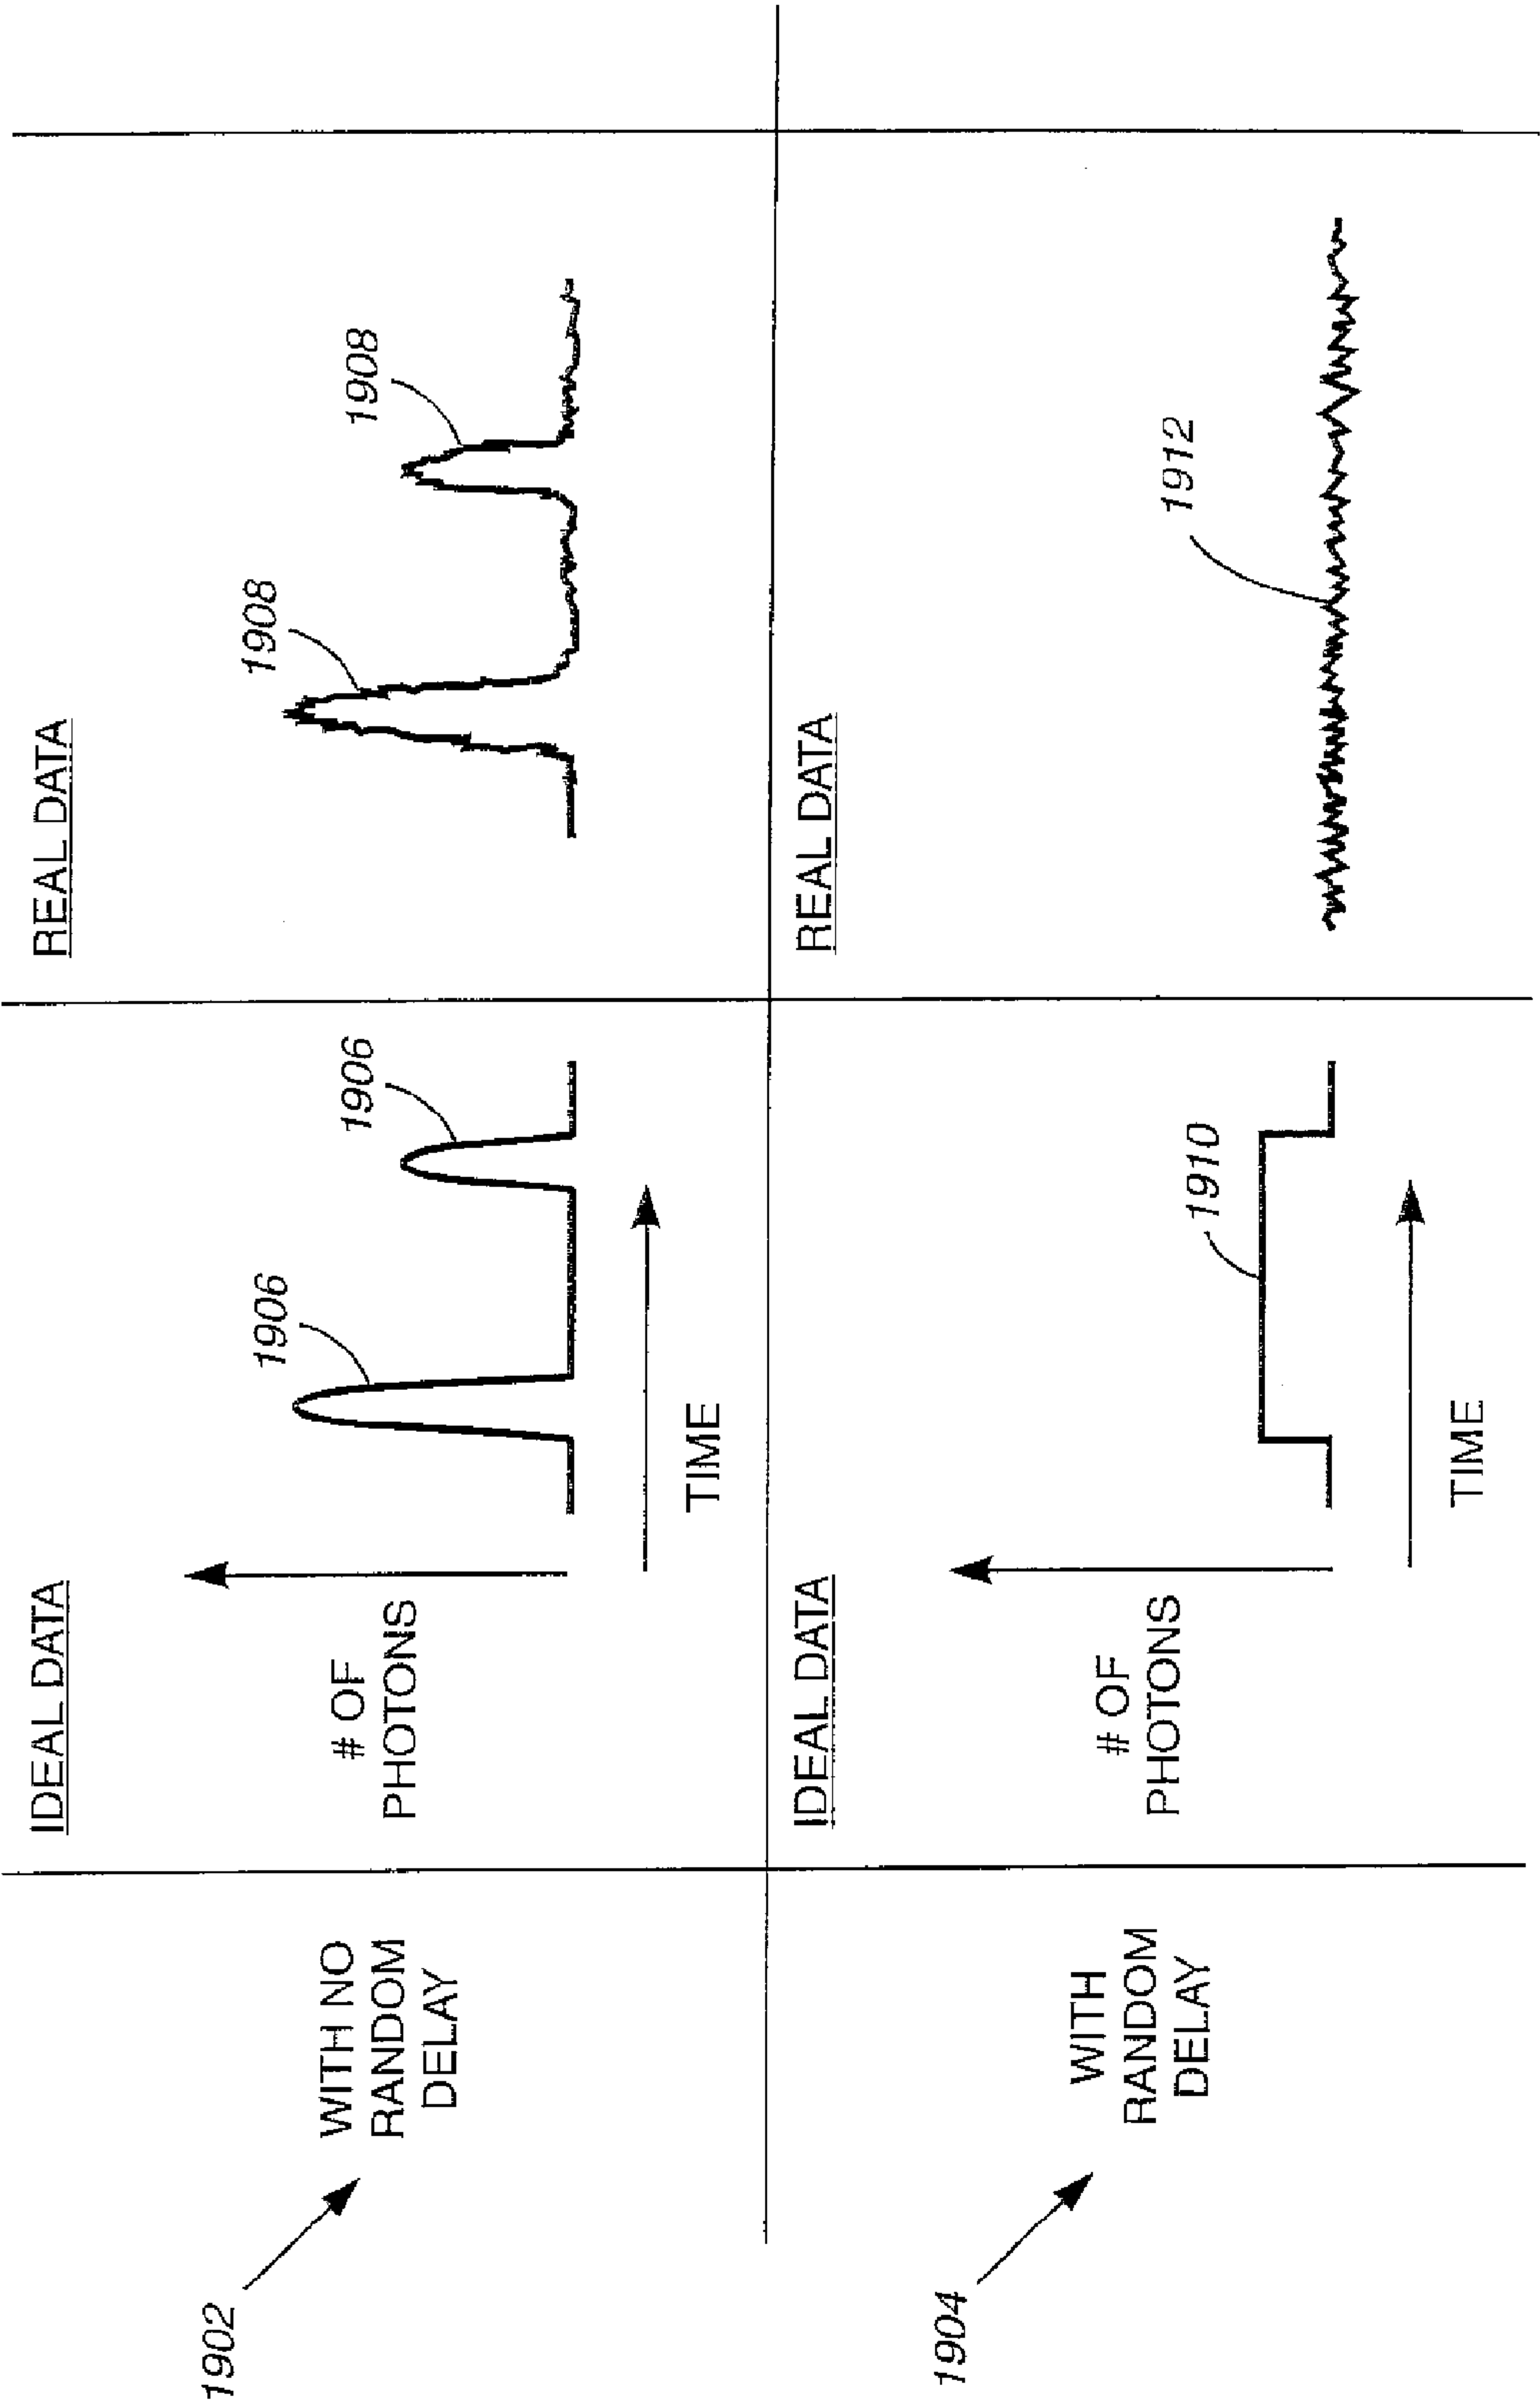 1902
WITH NO
RANDOM
DELAY
IDEAL DATA
# OF
PHOTONS
1906
1906
TIME
REAL DATA
1908
1908
1904
WITH
RANDOM
DELAY
IDEAL DATA
# OF
PHOTONS
1910
TIME
REAL DATA
1912